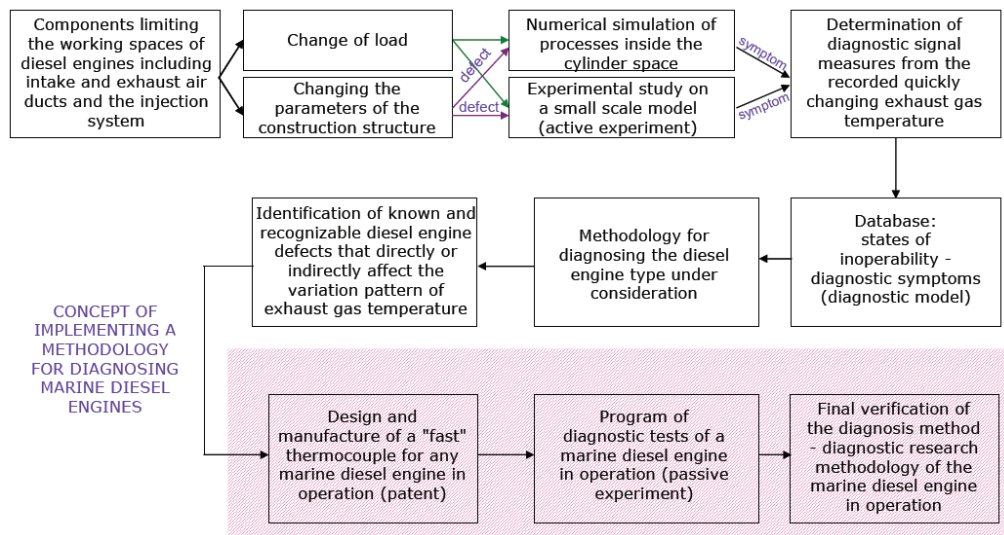 Components limiting
the working spaces of
diesel engines including
intake and exhaust air
ducts and the injection
system
Change of load
Changing the
parameters of the
construction structure
defect
defect
Numerical simulation
of processes inside the
cylinder space
Experimental study on
a small scale model
(active experiment)
symptom
symptom
Determination of
diagnostic signal
measures from the
recorded quickly
changing exhaust gas
temperature
Identification of known and
recognizable diesel engine
defects that directly or
indirectly affect the
variation pattern of
exhaust gas temperature
Methodology for
diagnosing the diesel
engine type under
consideration
Database:
states of
inoperability -
diagnostic symptoms
(diagnostic model)
CONCEPT OF
IMPLEMENTING A
METHODOLOGY
FOR DIAGNOSING
MARINE DIESEL
ENGINES
Design and
manufacture of a "fast"
thermocouple for any
marine diesel engine in
operation (patent)
Program of
diagnostic tests of a
marine diesel engine
in operation (passive
experiment)
Final verification of
the diagnosis method
- diagnostic research
methodology of the
marine diesel engine
in operation